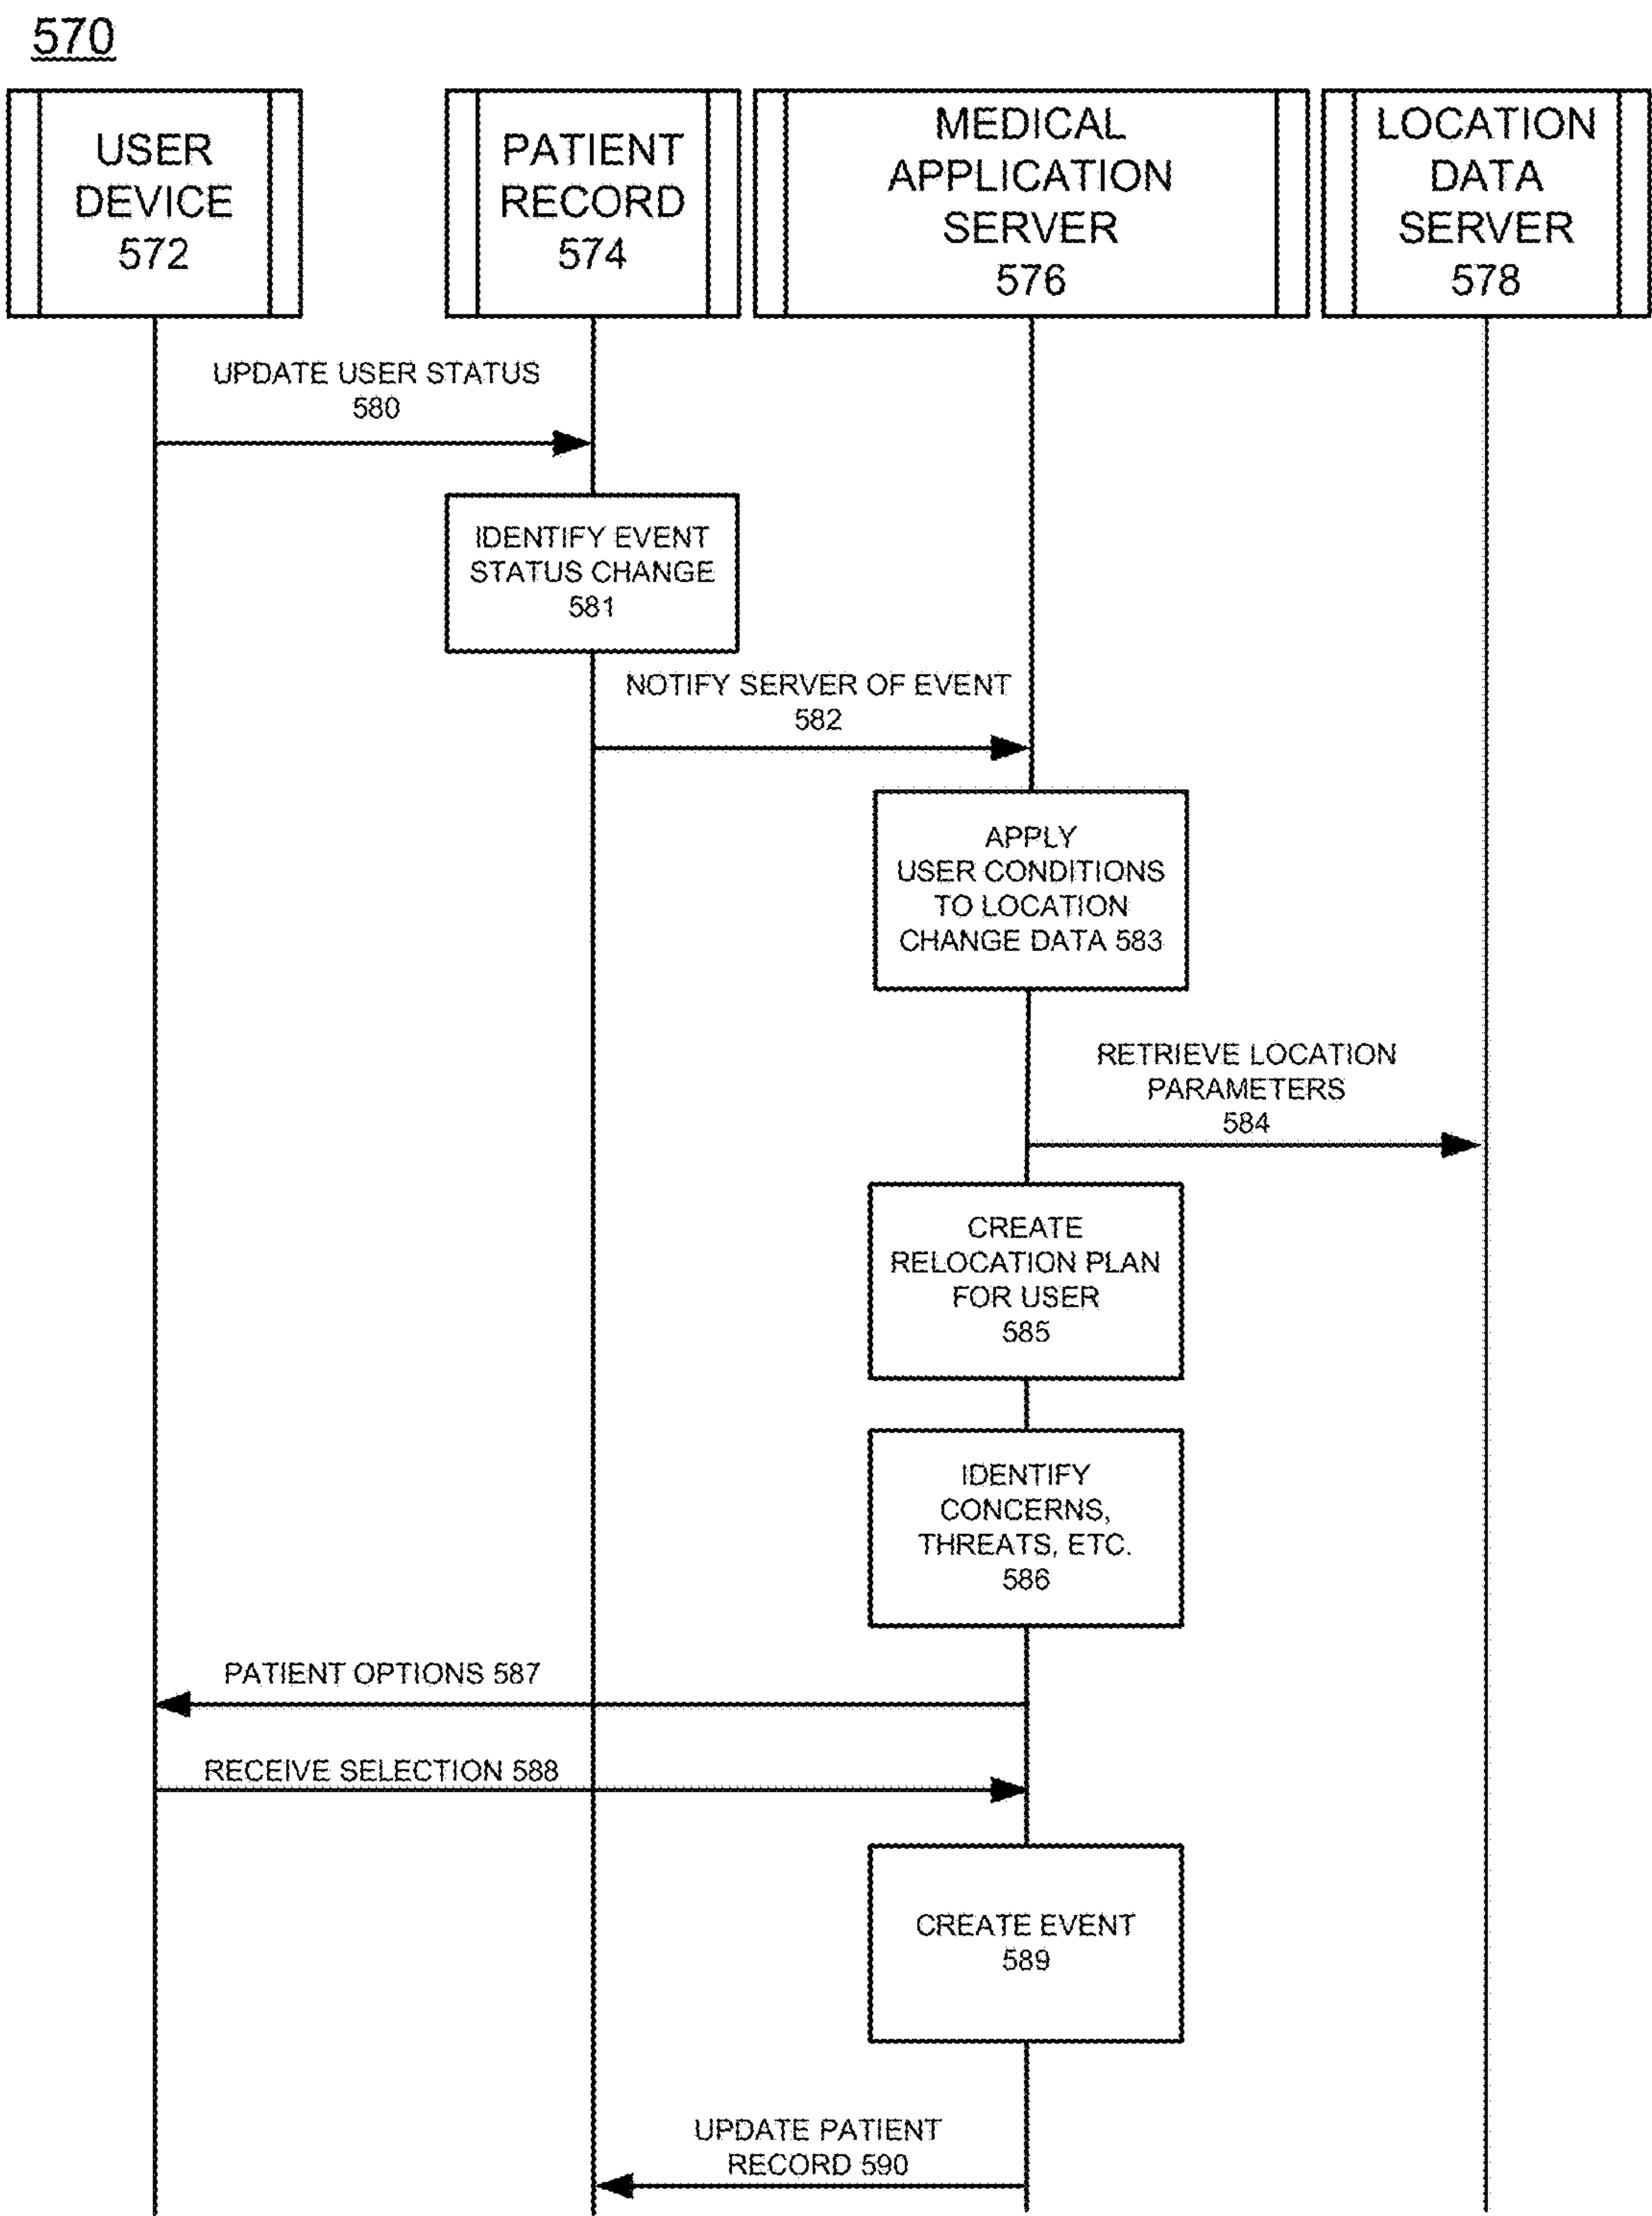 570
USER
DEVICE
572
PATIENT
RECORD
574
MEDICAL
APPLICATION
SERVER
576
LOCATION
DATA
SERVER
578
UPDATE USER STATUS
580
IDENTIFY EVENT
STATUS CHANGE
581
NOTIFY SERVER OF EVENT
582
APPLY
USER CONDITIONS
TO LOCATION
CHANGE DATA 583
RETRIEVE LOCATION
PARAMETERS
584
CREATE
RELOCATION PLAN
FOR USER
585
IDENTIFY
CONCERNS,
THREATS, ETC.
586
PATIENT OPTIONS 587
RECEIVE SELECTION 588
CREATE EVENT
589
UPDATE PATIENT
RECORD 590